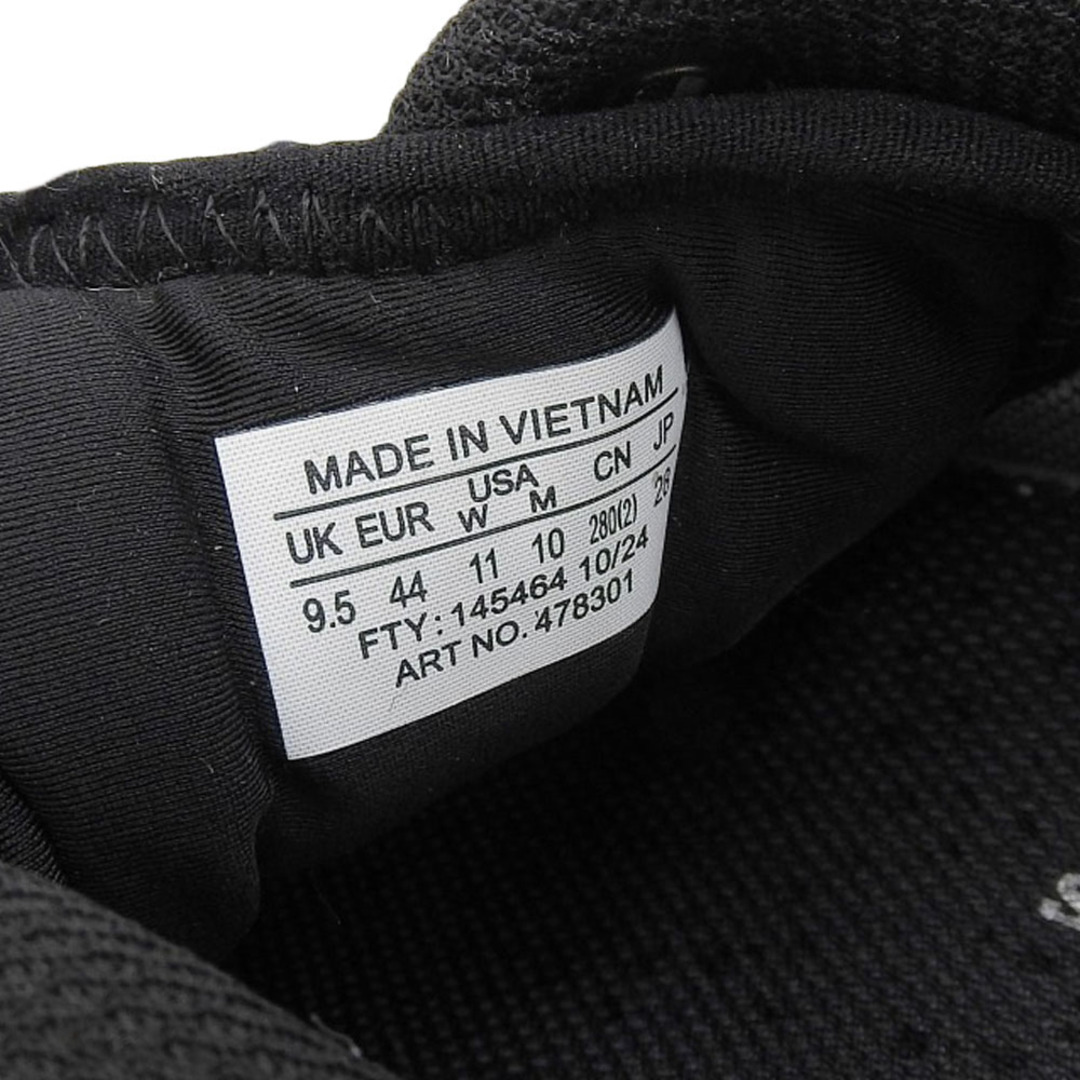 MADE IN VIETNAM
UK EUR USA W M CN JP
9.5 44 11 10 280(2) 28
FTY: 145464 10/24
ART NO. 478301